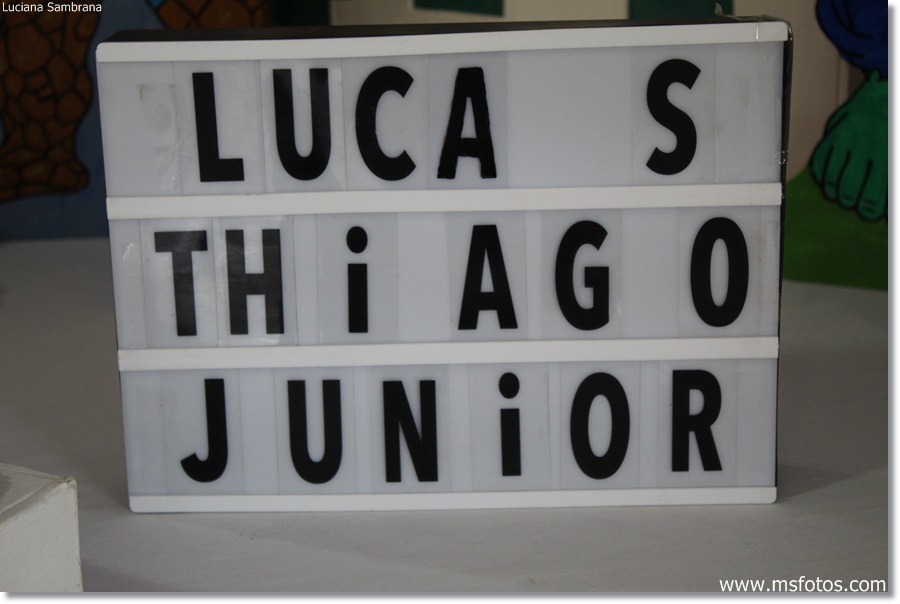 Luciana Sambrana
LUCA S
THiAGO
JUNiOR
www.msfotos.com